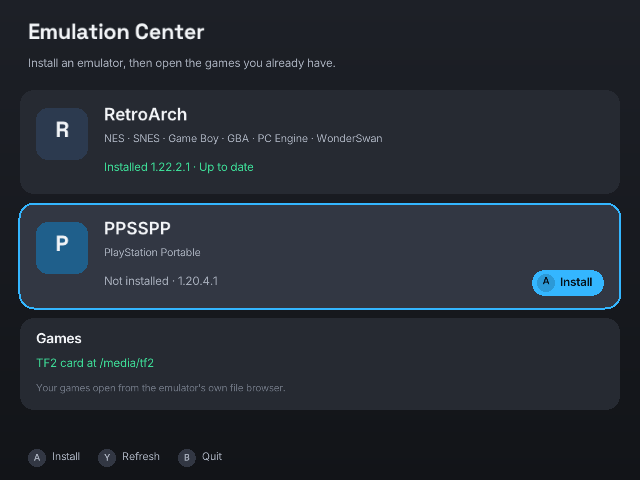 Emulation Center
Install an emulator, then open the games you already have.
R
RetroArch
NES · SNES · Game Boy · GBA · PC Engine · WonderSwan
Installed 1.22.2.1 · Up to date
P
PPSSPP
PlayStation Portable
Not installed · 1.20.4.1
A Install
Games
TF2 card at /media/tf2
Your games open from the emulator's own file browser.
A Install Y Refresh B Quit